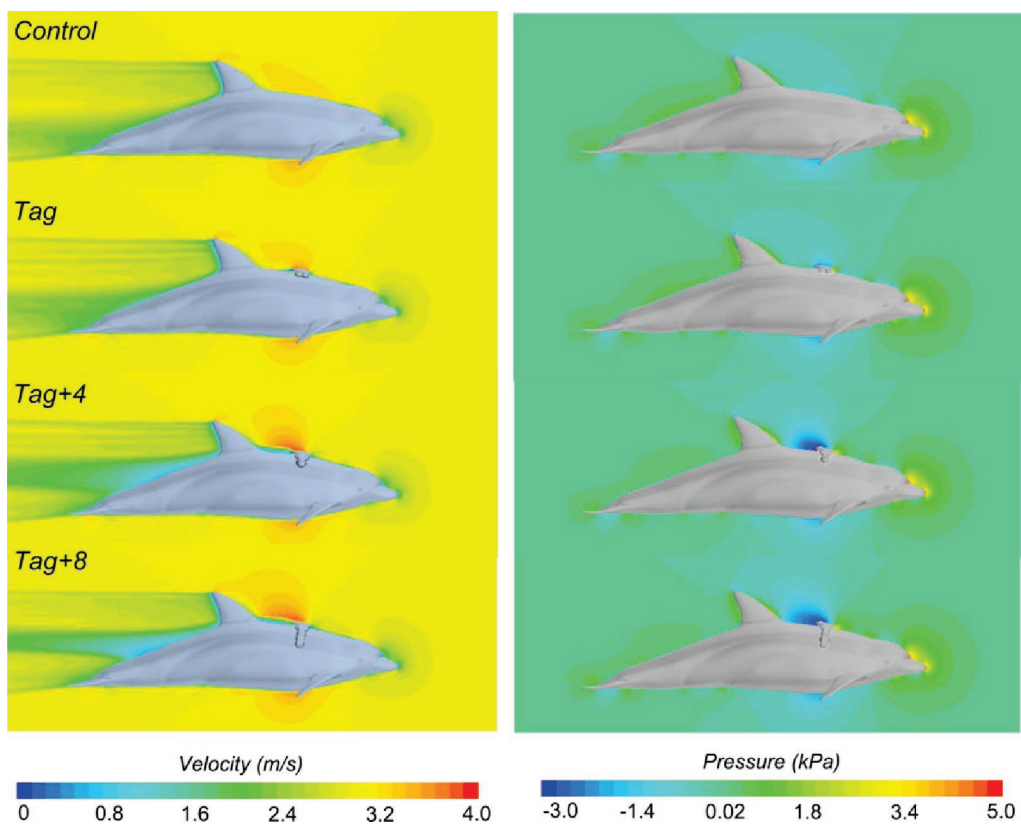 Control
Tag
Tag+4
Tag+8
Velocity (m/s)
0 0.8 1.6 2.4 3.2 4.0
Pressure (kPa)
-3.0 -1.4 0.02 1.8 3.4 5.0